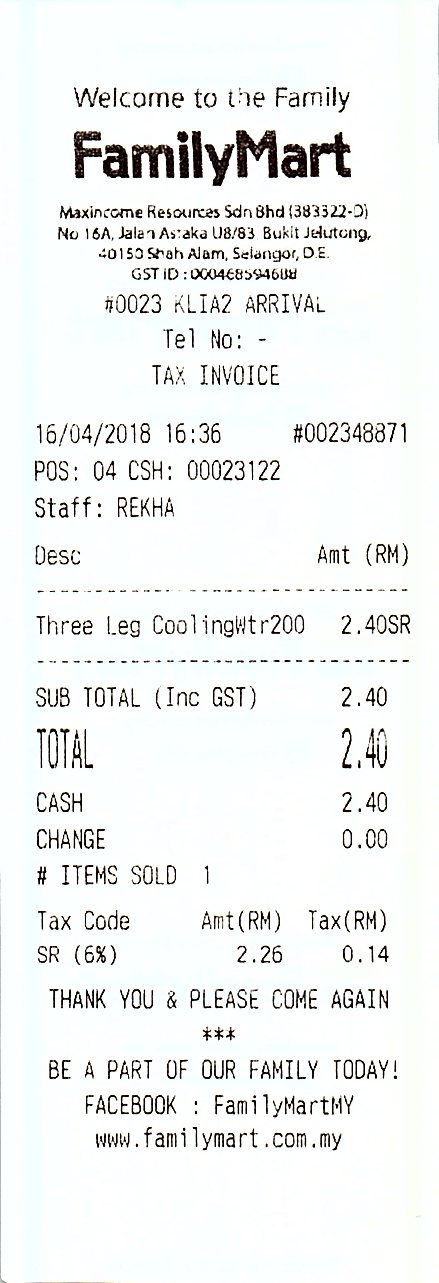 Welcome to the Family
FamilyMart
Maxincome Resources Sdn Bhd (383322-D)
No 16A, Jalan Astaka U8/83 Bukit Jelutong,
40150 Shah Alam, Selangor, D.E.
GST ID : 000468594688
#0023 KLIA2 ARRIVAL
Tel No: -
TAX INVOICE
16/04/2018 16:36 #002348871
POS: 04 CSH: 00023122
Staff: REKHA
Desc Amt (RM)
Three Leg CoolingWtr200 2.40SR
SUB TOTAL (Inc GST) 2.40
TOTAL 2.40
CASH 2.40
CHANGE 0.00
# ITEMS SOLD 1
Tax Code Amt(RM) Tax(RM)
SR (6%) 2.26 0.14
THANK YOU & PLEASE COME AGAIN
***
BE A PART OF OUR FAMILY TODAY!
FACEBOOK : FamilyMartMY
www.familymart.com.my